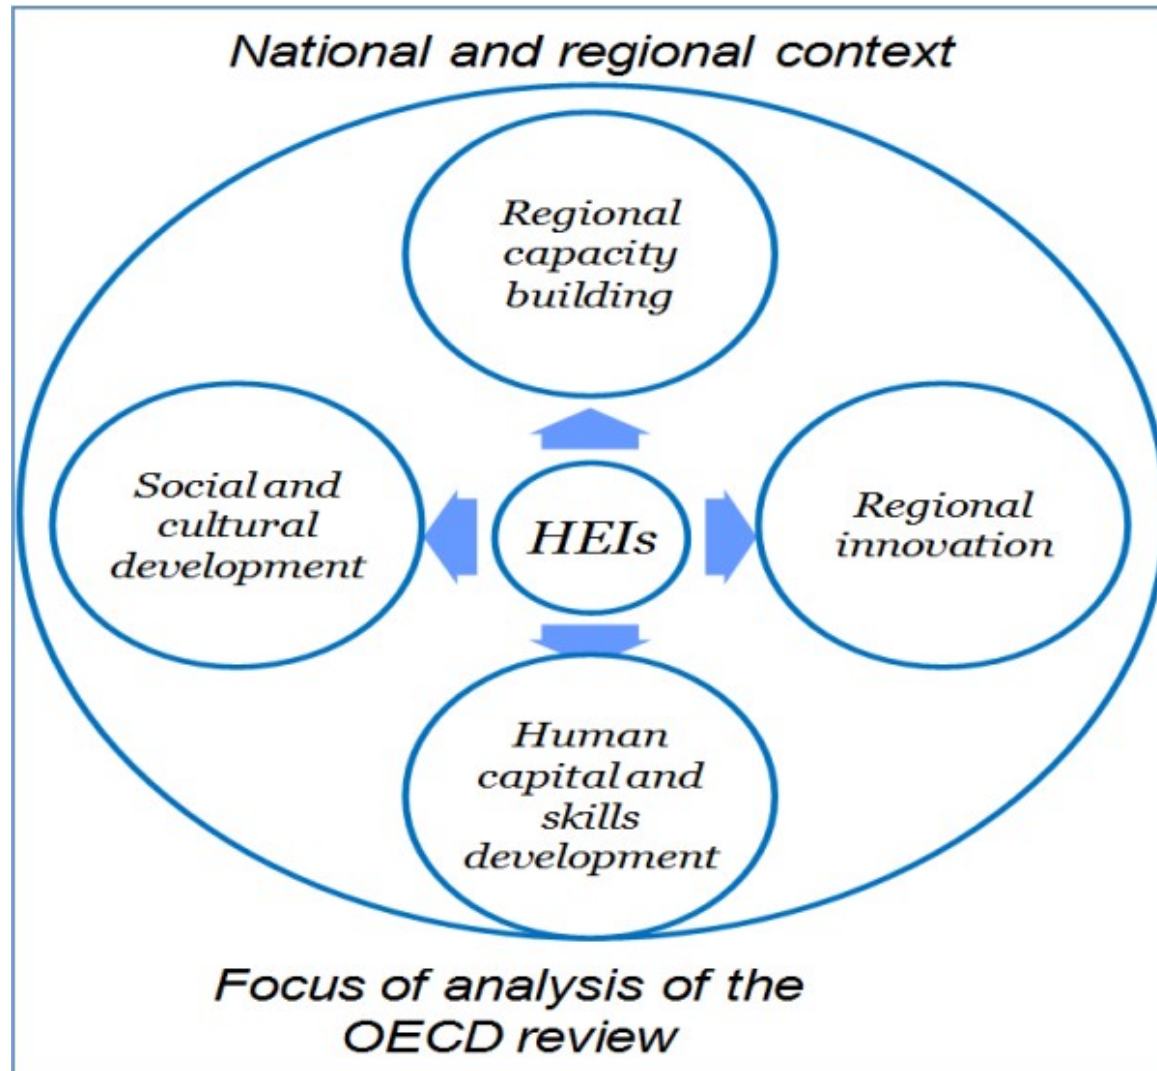 National and regional context
Regional
capacity
building
Social and
cultural
development
HEIs
Regional
innovation
Human
capital and
skills
development
Focus of analysis of the
OECD review